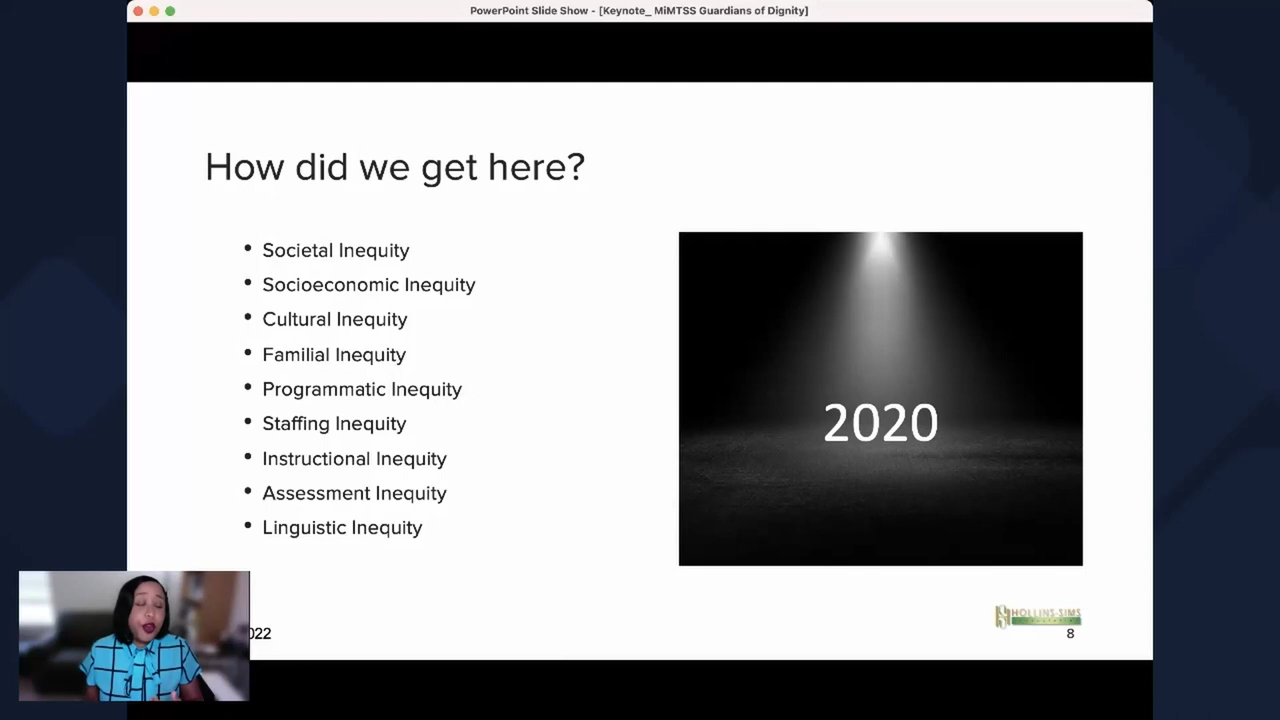 PowerPoint Slide Show - [Keynote_ MiMTSS Guardians of Dignity]
How did we get here?
• Societal Inequity
• Socioeconomic Inequity
• Cultural Inequity
• Familial Inequity
• Programmatic Inequity
• Staffing Inequity
• Instructional Inequity
• Assessment Inequity
• Linguistic Inequity
2020
HOLLINS-SIMS
022
8